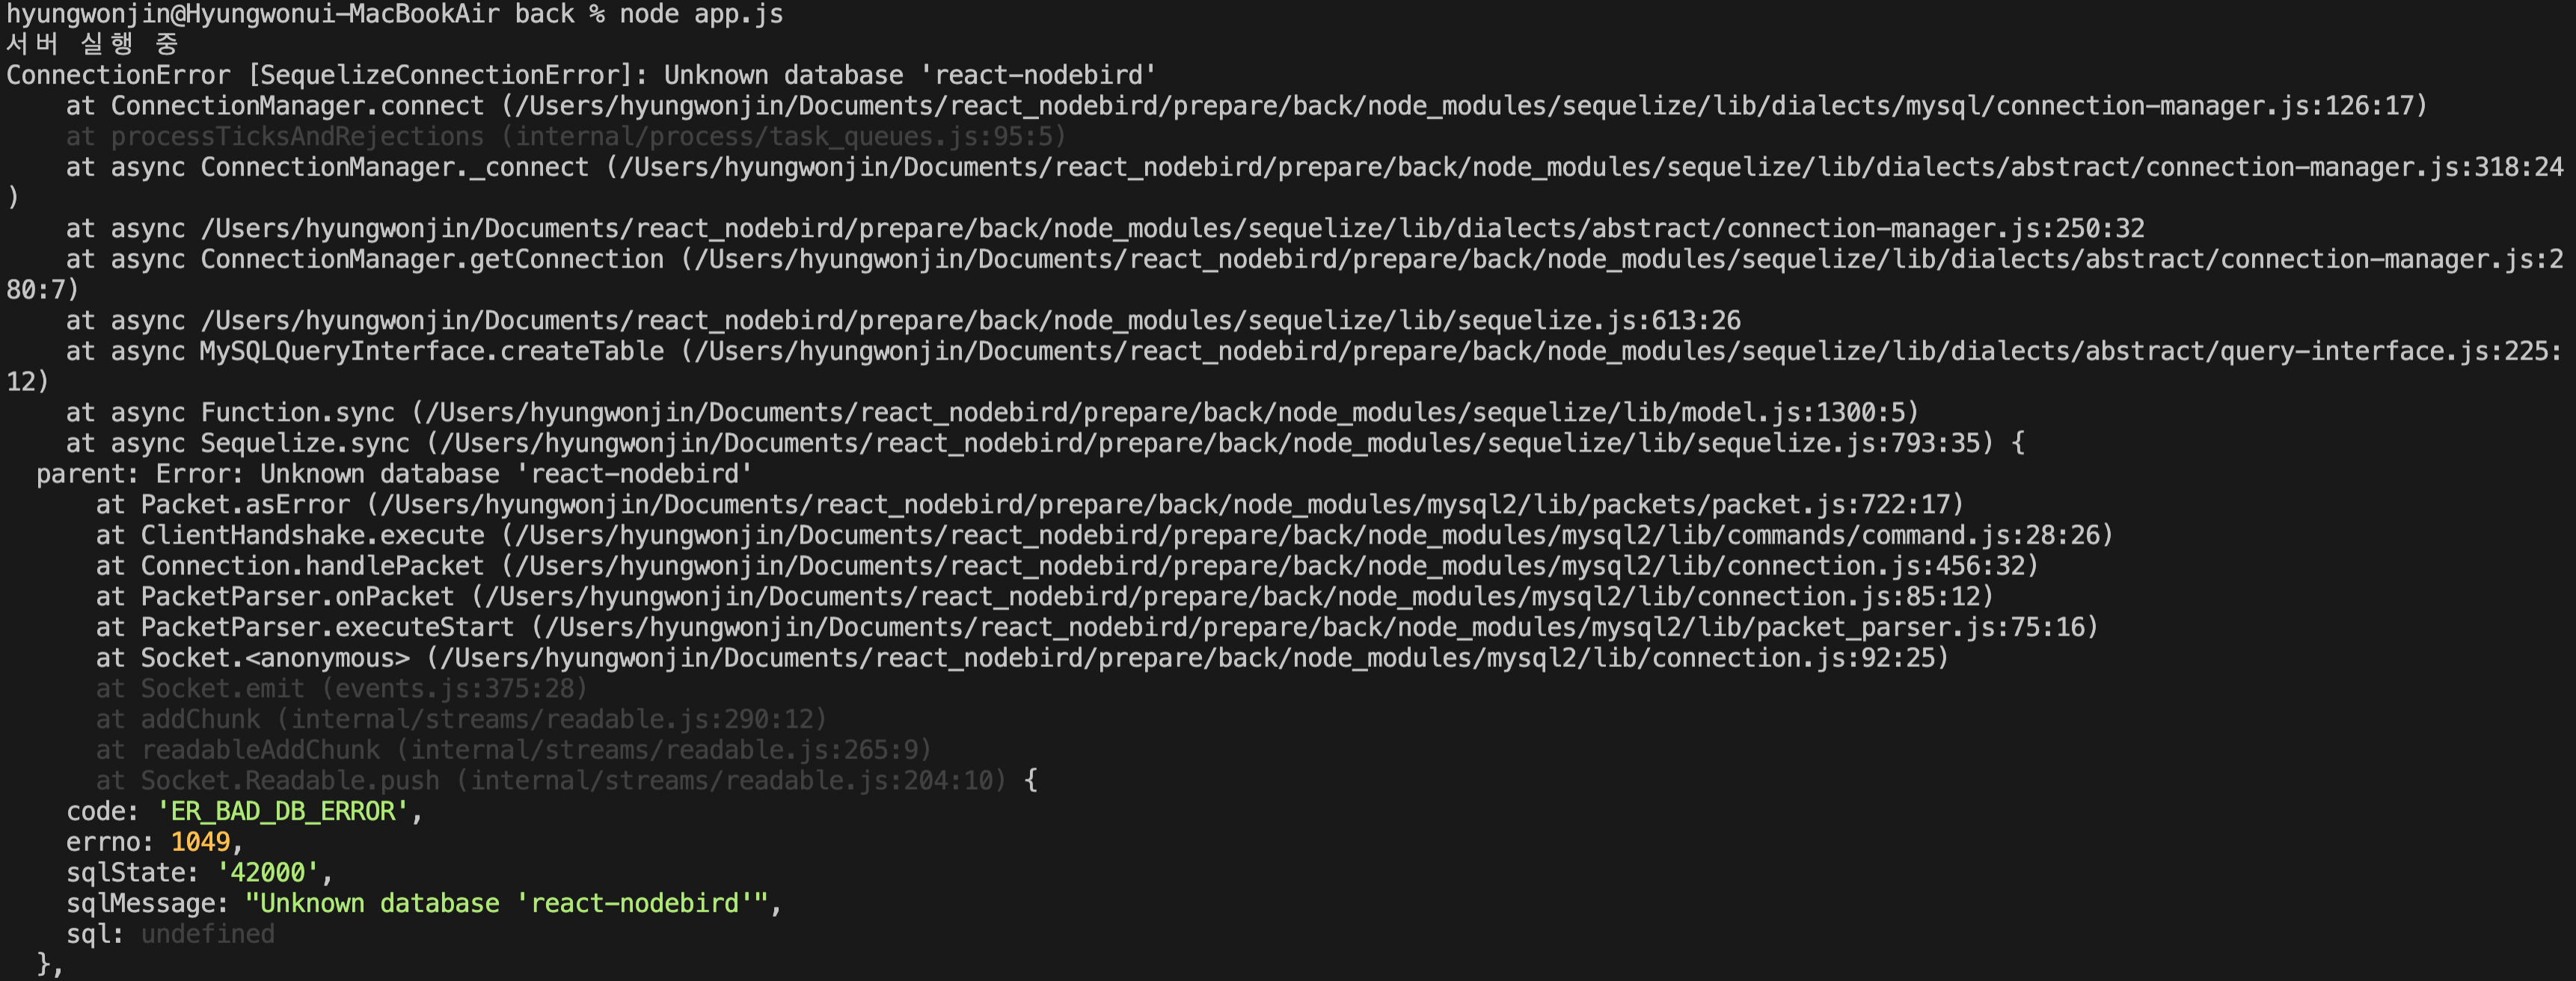 hyungwonjin@Hyungwonui-MacBookAir back % node app.js
서버 실행 중
ConnectionError [SequelizeConnectionError]: Unknown database 'react-nodebird'
    at ConnectionManager.connect (/Users/hyungwonjin/Documents/react_nodebird/prepare/back/node_modules/sequelize/lib/dialects/mysql/connection-manager.js:126:17)
    at processTicksAndRejections (internal/process/task_queues.js:95:5)
    at async ConnectionManager._connect (/Users/hyungwonjin/Documents/react_nodebird/prepare/back/node_modules/sequelize/lib/dialects/abstract/connection-manager.js:318:24
)
    at async /Users/hyungwonjin/Documents/react_nodebird/prepare/back/node_modules/sequelize/lib/dialects/abstract/connection-manager.js:250:32
    at async ConnectionManager.getConnection (/Users/hyungwonjin/Documents/react_nodebird/prepare/back/node_modules/sequelize/lib/dialects/abstract/connection-manager.js:2
80:7)
    at async /Users/hyungwonjin/Documents/react_nodebird/prepare/back/node_modules/sequelize/lib/sequelize.js:613:26
    at async MySQLQueryInterface.createTable (/Users/hyungwonjin/Documents/react_nodebird/prepare/back/node_modules/sequelize/lib/dialects/abstract/query-interface.js:225:
12)
    at async Function.sync (/Users/hyungwonjin/Documents/react_nodebird/prepare/back/node_modules/sequelize/lib/model.js:1300:5)
    at async Sequelize.sync (/Users/hyungwonjin/Documents/react_nodebird/prepare/back/node_modules/sequelize/lib/sequelize.js:793:35) {
  parent: Error: Unknown database 'react-nodebird'
      at Packet.asError (/Users/hyungwonjin/Documents/react_nodebird/prepare/back/node_modules/mysql2/lib/packets/packet.js:722:17)
      at ClientHandshake.execute (/Users/hyungwonjin/Documents/react_nodebird/prepare/back/node_modules/mysql2/lib/commands/command.js:28:26)
      at Connection.handlePacket (/Users/hyungwonjin/Documents/react_nodebird/prepare/back/node_modules/mysql2/lib/connection.js:456:32)
      at PacketParser.onPacket (/Users/hyungwonjin/Documents/react_nodebird/prepare/back/node_modules/mysql2/lib/connection.js:85:12)
      at PacketParser.executeStart (/Users/hyungwonjin/Documents/react_nodebird/prepare/back/node_modules/mysql2/lib/packet_parser.js:75:16)
      at Socket.<anonymous> (/Users/hyungwonjin/Documents/react_nodebird/prepare/back/node_modules/mysql2/lib/connection.js:92:25)
      at Socket.emit (events.js:375:28)
      at addChunk (internal/streams/readable.js:290:12)
      at readableAddChunk (internal/streams/readable.js:265:9)
      at Socket.Readable.push (internal/streams/readable.js:204:10) {
    code: 'ER_BAD_DB_ERROR',
    errno: 1049,
    sqlState: '42000',
    sqlMessage: "Unknown database 'react-nodebird'",
    sql: undefined
  },